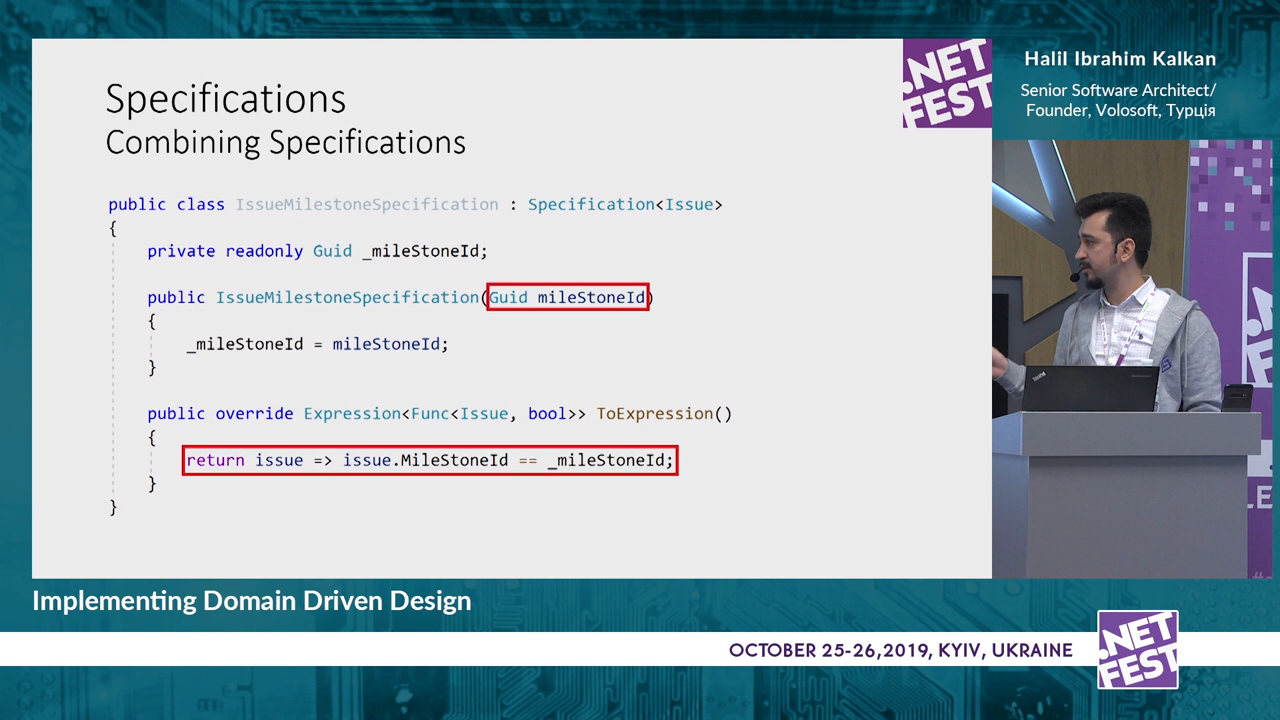 Specifications
Combining Specifications
public class IssueMilestoneSpecification : Specification<Issue>
{
private readonly Guid _mileStoneId;
public IssueMilestoneSpecification(Guid mileStoneId)
{
_mileStoneId = mileStoneId;
}
public override Expression<Func<Issue, bool>> ToExpression()
{
return issue => issue.MileStoneId == _mileStoneId;
}
}
.NET
FEST
Halil Ibrahim Kalkan
Senior Software Architect/
Founder, Volosoft, Турція
Implementing Domain Driven Design
OCTOBER 25-26,2019, KYIV, UKRAINE
.NET
FEST